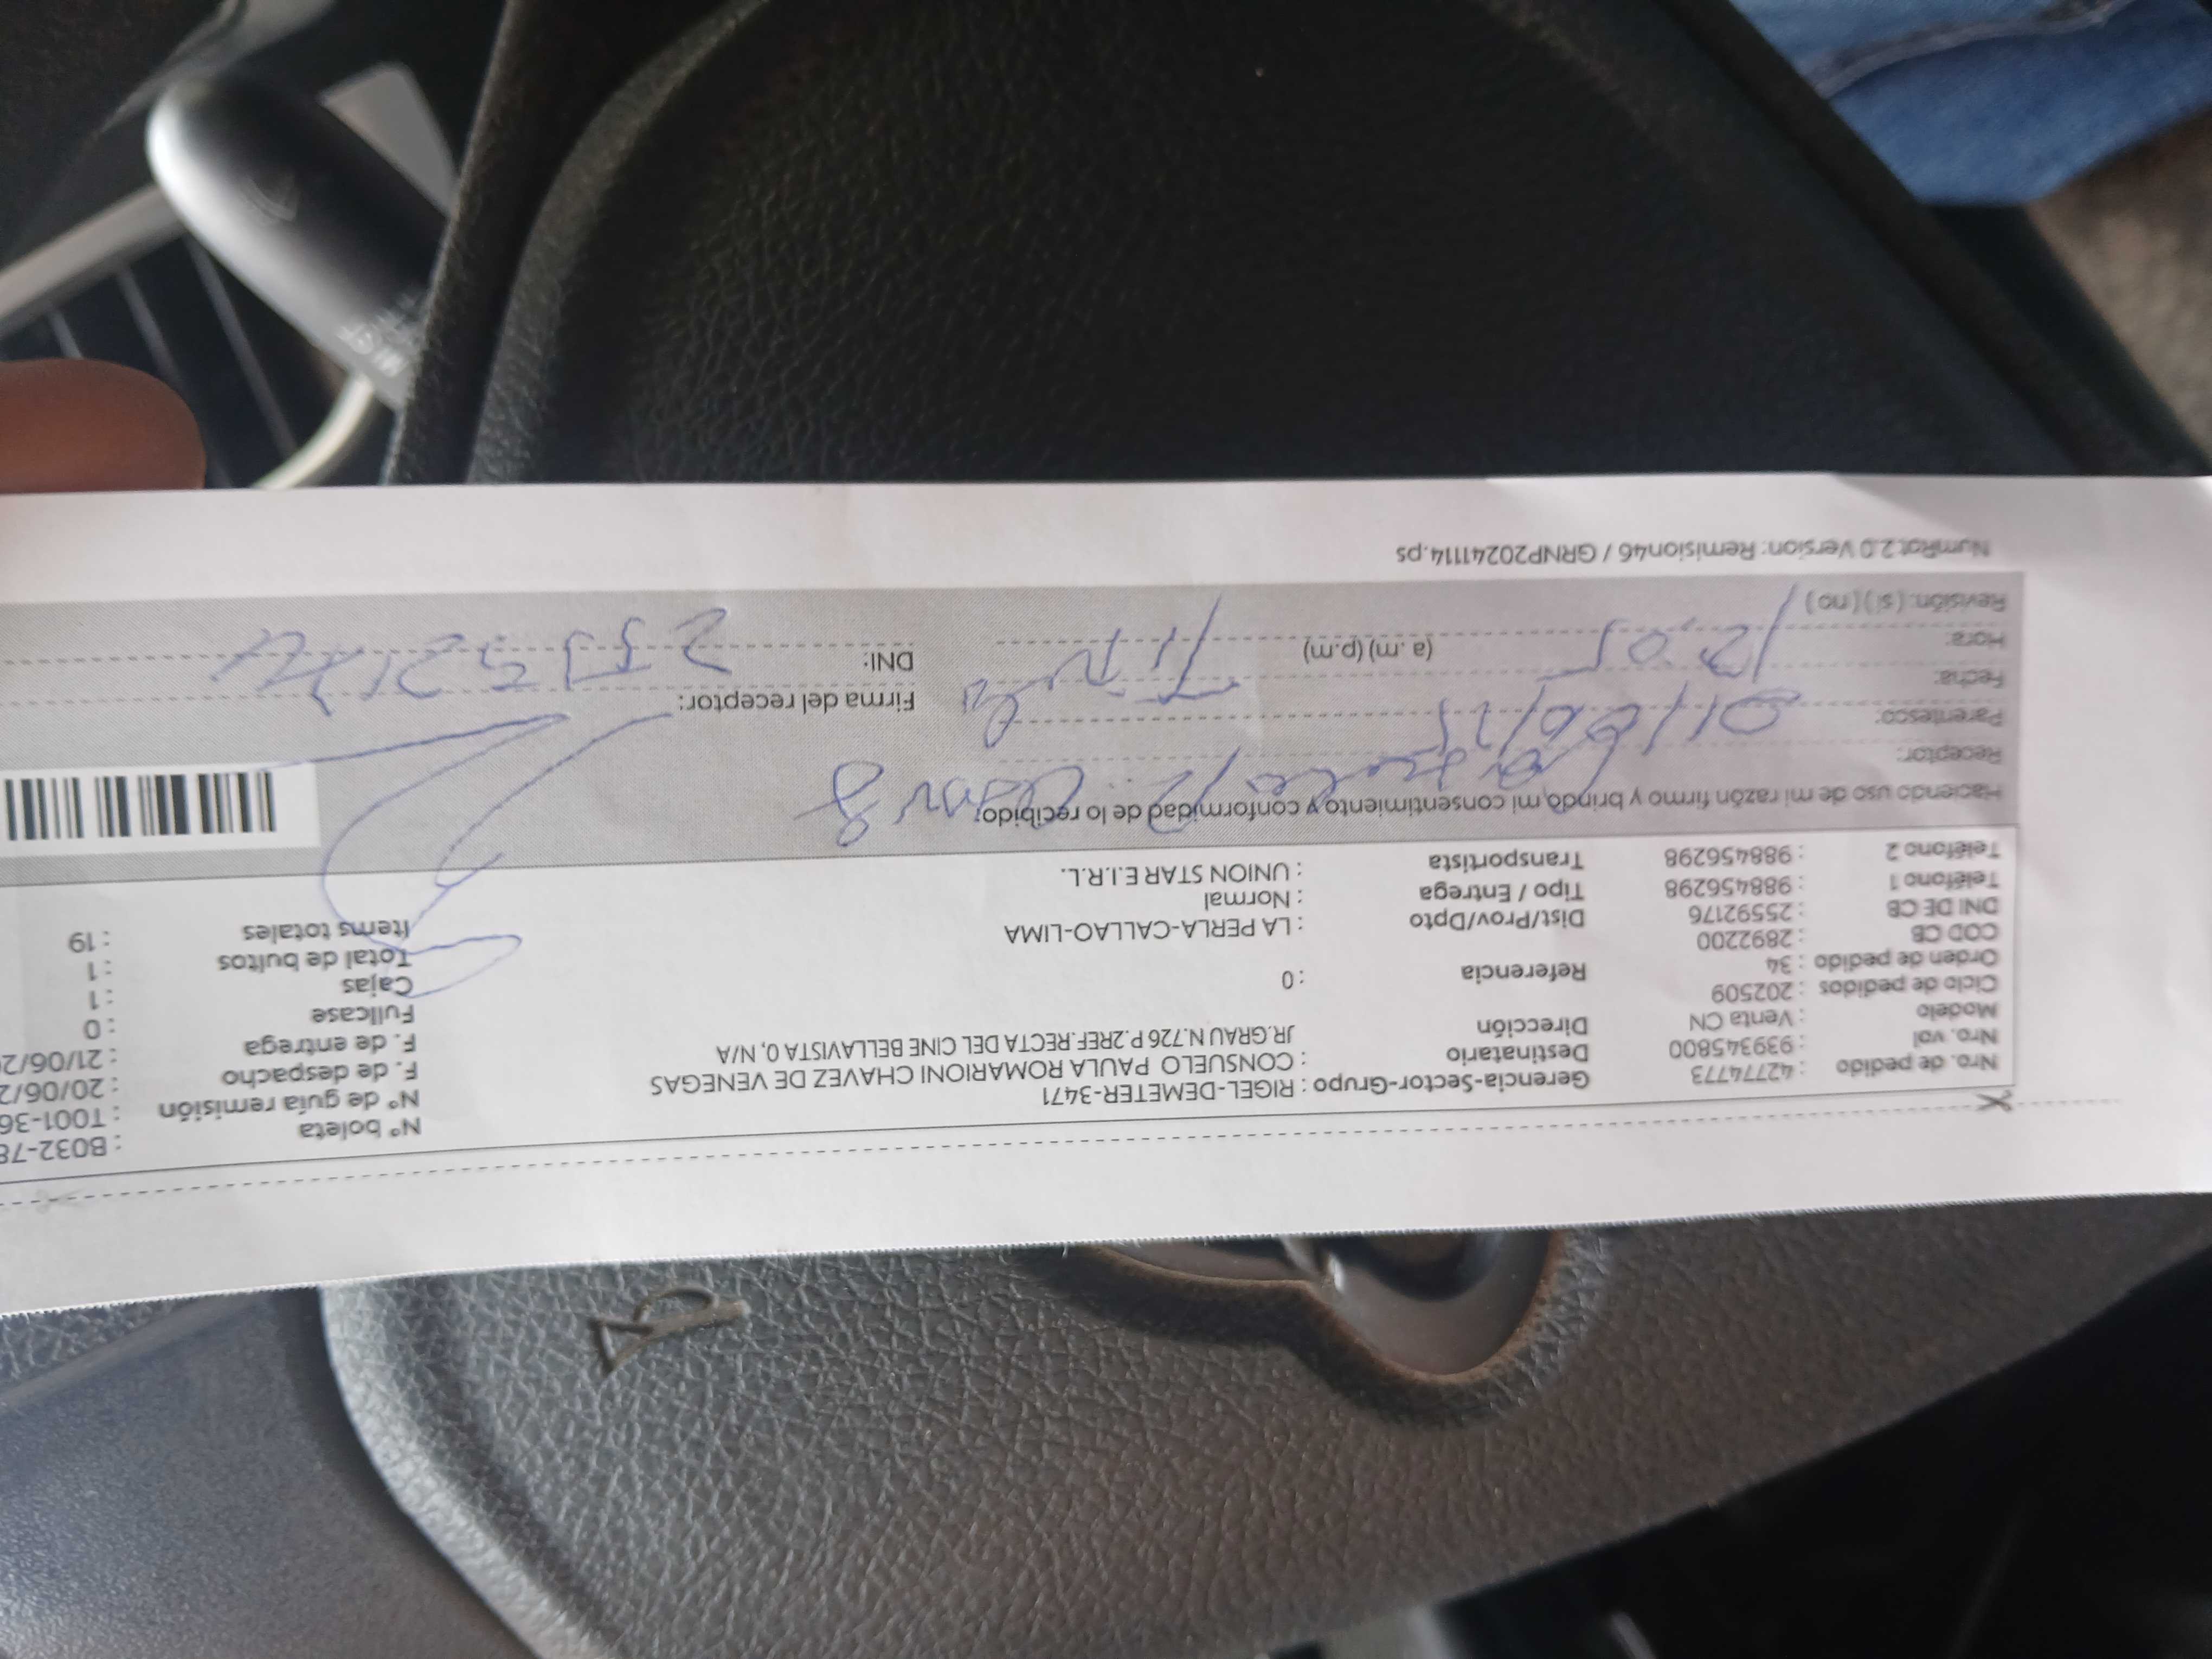 Nº boleta : B032-78
Nº de guía remisión : T001-36
F. de despacho : 20/06/2
F. de entrega : 21/06/20
Fullcase : 0
Cajas : 1
Total de bultos : 1
Items totales : 19
Nro. de pedido : 42774773
Nro. vol : 939345800
Modelo : Venta CN
Ciclo de pedidos : 202509
Orden de pedido : 34
COD CB : 2892200
DNI DE CB : 25592176
Teléfono 1 : 988456298
Teléfono 2 : 988456298
Gerencia-Sector-Grupo : RIGEL-DEMETER-3471
Destinatario : CONSUELO PAULA ROMARIONI CHAVEZ DE VENEGAS
Dirección JR.GRAU N.726 P.2REF.RECTA DEL CINE BELLAVISTA 0, N/A
Referencia : 0
Dist/Prov/Dpto : LA PERLA-CALLAO-LIMA
Tipo / Entrega : Normal
Transportista : UNION STAR E.I.R.L.
Haciendo uso de mi razón firmo y brindo mi consentimiento y conformidad de lo recibido:
Receptor:
Parentesco:
Fecha:
Hora: 12:05 (a.m) (p.m)
Revisión: (si) (no)
Firma del receptor:
DNI:
NumRot 2.0 Version: Remision46 / GRNP20241114.ps